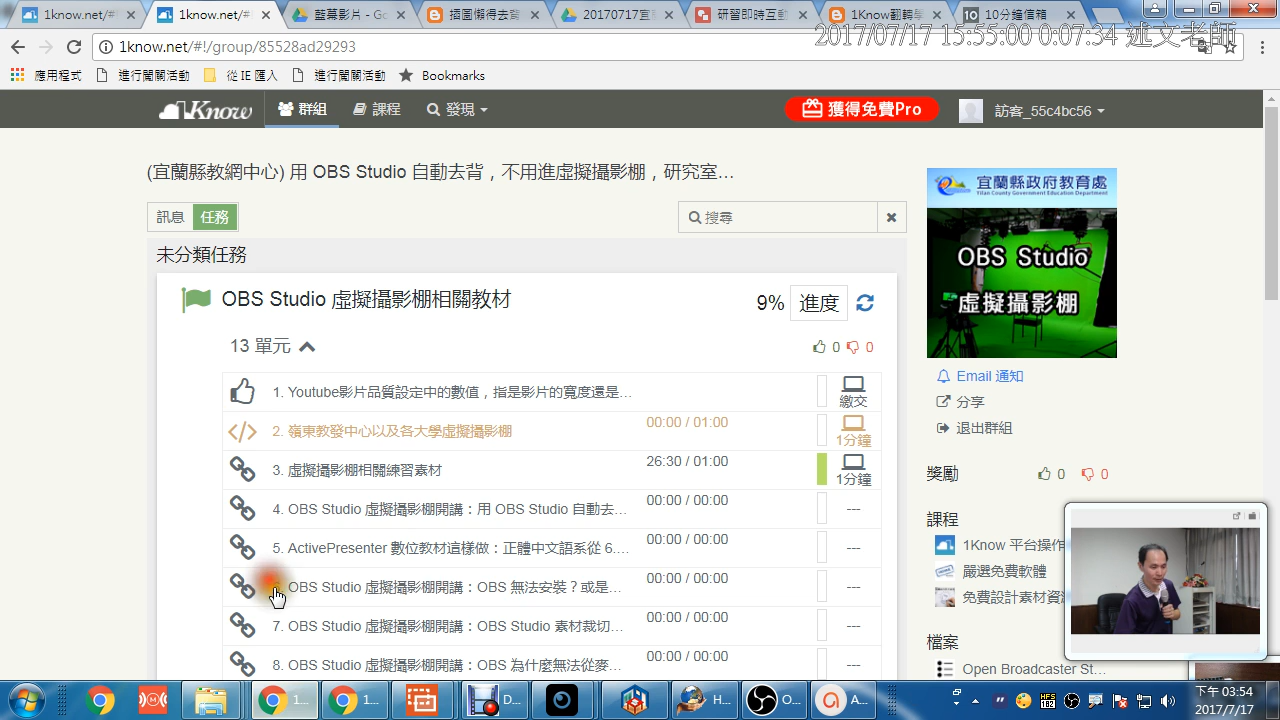 1know.net/#!
1know.net/#!
藍幕影片 - Go
插圖懶得去背
20170717宜
研習即時互動
1Know翻轉學
10分鐘信箱
1know.net/#!/group/85528ad29293
2017/07/17 15:55:00 0:07:34 述文老師
應用程式
進行闖關活動
從 IE 匯入
進行闖關活動
Bookmarks
1Know
群組
課程
發現
獲得免費Pro
訪客_55c4bc56
(宜蘭縣教網中心) 用 OBS Studio 自動去背，不用進虛擬攝影棚，研究室...
訊息
任務
搜尋
未分類任務
OBS Studio 虛擬攝影棚相關教材
9%
進度
13 單元
0
0
1. Youtube影片品質設定中的數值，指是影片的寬度還是...
繳交
2. 嶺東教發中心以及各大學虛擬攝影棚
00:00 / 01:00
1分鐘
3. 虛擬攝影棚相關練習素材
26:30 / 01:00
1分鐘
4. OBS Studio 虛擬攝影棚開講：用 OBS Studio 自動去...
00:00 / 00:00
---
5. ActivePresenter 數位教材這樣做：正體中文語系從 6....
00:00 / 00:00
---
OBS Studio 虛擬攝影棚開講：OBS 無法安裝？或是...
00:00 / 00:00
---
7. OBS Studio 虛擬攝影棚開講：OBS Studio 素材裁切...
00:00 / 00:00
---
8. OBS Studio 虛擬攝影棚開講：OBS 為什麼無法從麥...
00:00 / 00:00
---
宜蘭縣政府教育處
Yilan County Government Education Department
OBS Studio
虛擬攝影棚
Email 通知
分享
退出群組
獎勵
0
0
課程
1Know 平台操作
嚴選免費軟體
免費設計素材資
檔案
Open Broadcaster St...
1...
1...
D...
H...
O...
A...
HFS
182
下午 03:54
2017/7/17